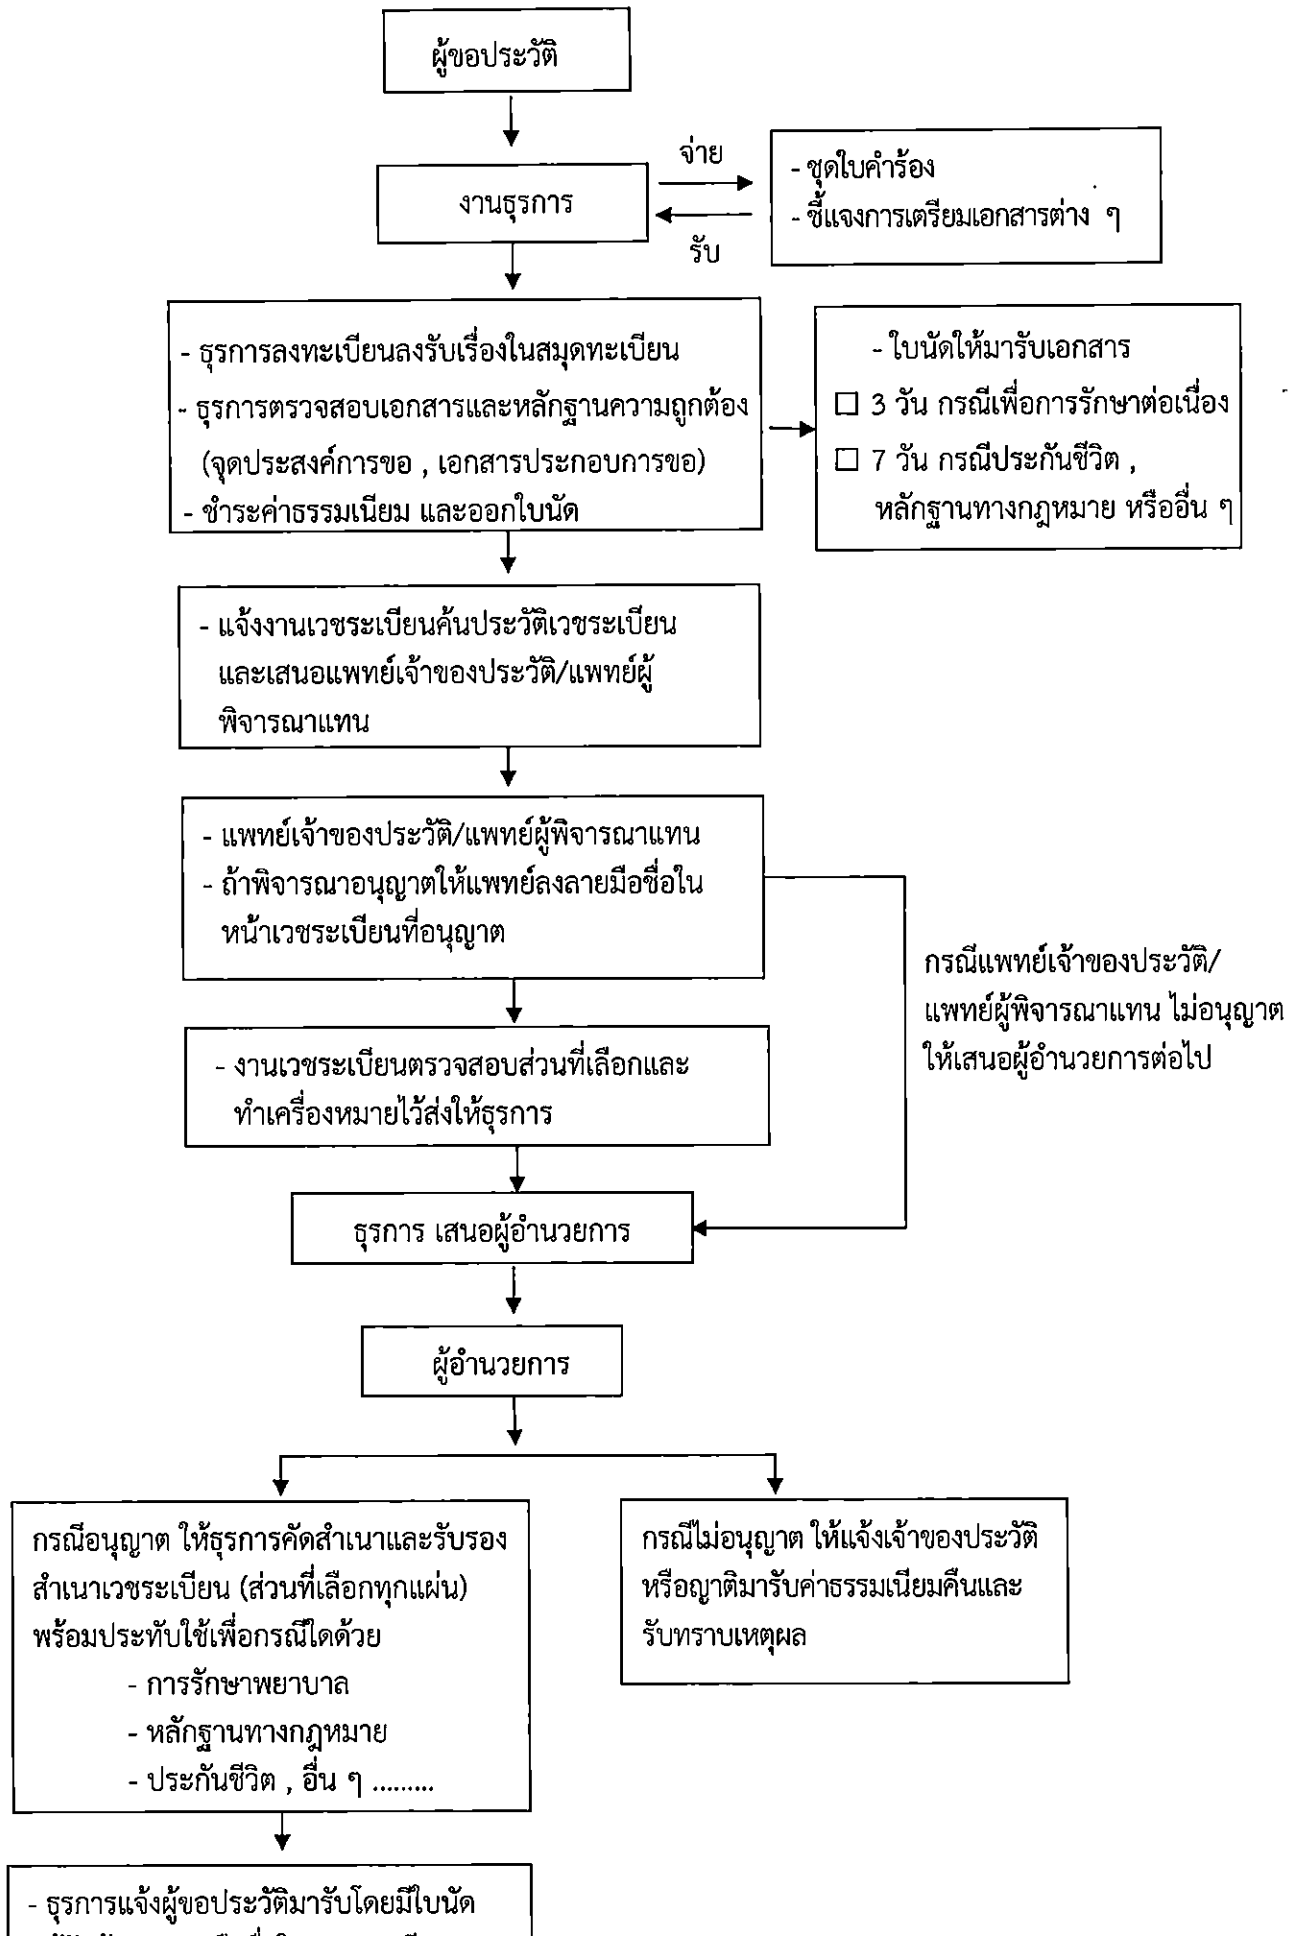 ผู้ขอประวัติ
งานธุรการ
จ่าย
รับ
- ชุดใบคำร้อง
- ชี้แจงการเตรียมเอกสารต่าง ๆ
- ธุรการลงทะเบียนลงรับเรื่องในสมุดทะเบียน
- ธุรการตรวจสอบเอกสารและหลักฐานความถูกต้อง
(จุดประสงค์การขอ , เอกสารประกอบการขอ)
- ชำระค่าธรรมเนียม และออกใบนัด
- ใบนัดให้มารับเอกสาร
☐ 3 วัน กรณีเพื่อการรักษาต่อเนื่อง
☐ 7 วัน กรณีประกันชีวิต ,
หลักฐานทางกฎหมาย หรืออื่น ๆ
- แจ้งงานเวชระเบียนค้นประวัติเวชระเบียน
และเสนอแพทย์เจ้าของประวัติ/แพทย์ผู้
พิจารณาแทน
- แพทย์เจ้าของประวัติ/แพทย์ผู้พิจารณาแทน
- ถ้าพิจารณาอนุญาตให้แพทย์ลงลายมือชื่อใน
หน้าเวชระเบียนที่อนุญาต
กรณีแพทย์เจ้าของประวัติ/
แพทย์ผู้พิจารณาแทน ไม่อนุญาต
ให้เสนอผู้อำนวยการต่อไป
- งานเวชระเบียนตรวจสอบส่วนที่เลือกและ
ทำเครื่องหมายไว้ส่งให้ธุรการ
ธุรการ เสนอผู้อำนวยการ
ผู้อำนวยการ
กรณีอนุญาต ให้ธุรการคัดสำเนาและรับรอง
สำเนาเวชระเบียน (ส่วนที่เลือกทุกแผ่น)
พร้อมประทับใช้เพื่อกรณีใดด้วย
- การรักษาพยาบาล
- หลักฐานทางกฎหมาย
- ประกันชีวิต , อื่น ๆ .........
กรณีไม่อนุญาต ให้แจ้งเจ้าของประวัติ
หรือญาติมารับค่าธรรมเนียมคืนและ
รับทราบเหตุผล
- ธุรการแจ้งผู้ขอประวัติมารับโดยมีใบนัด